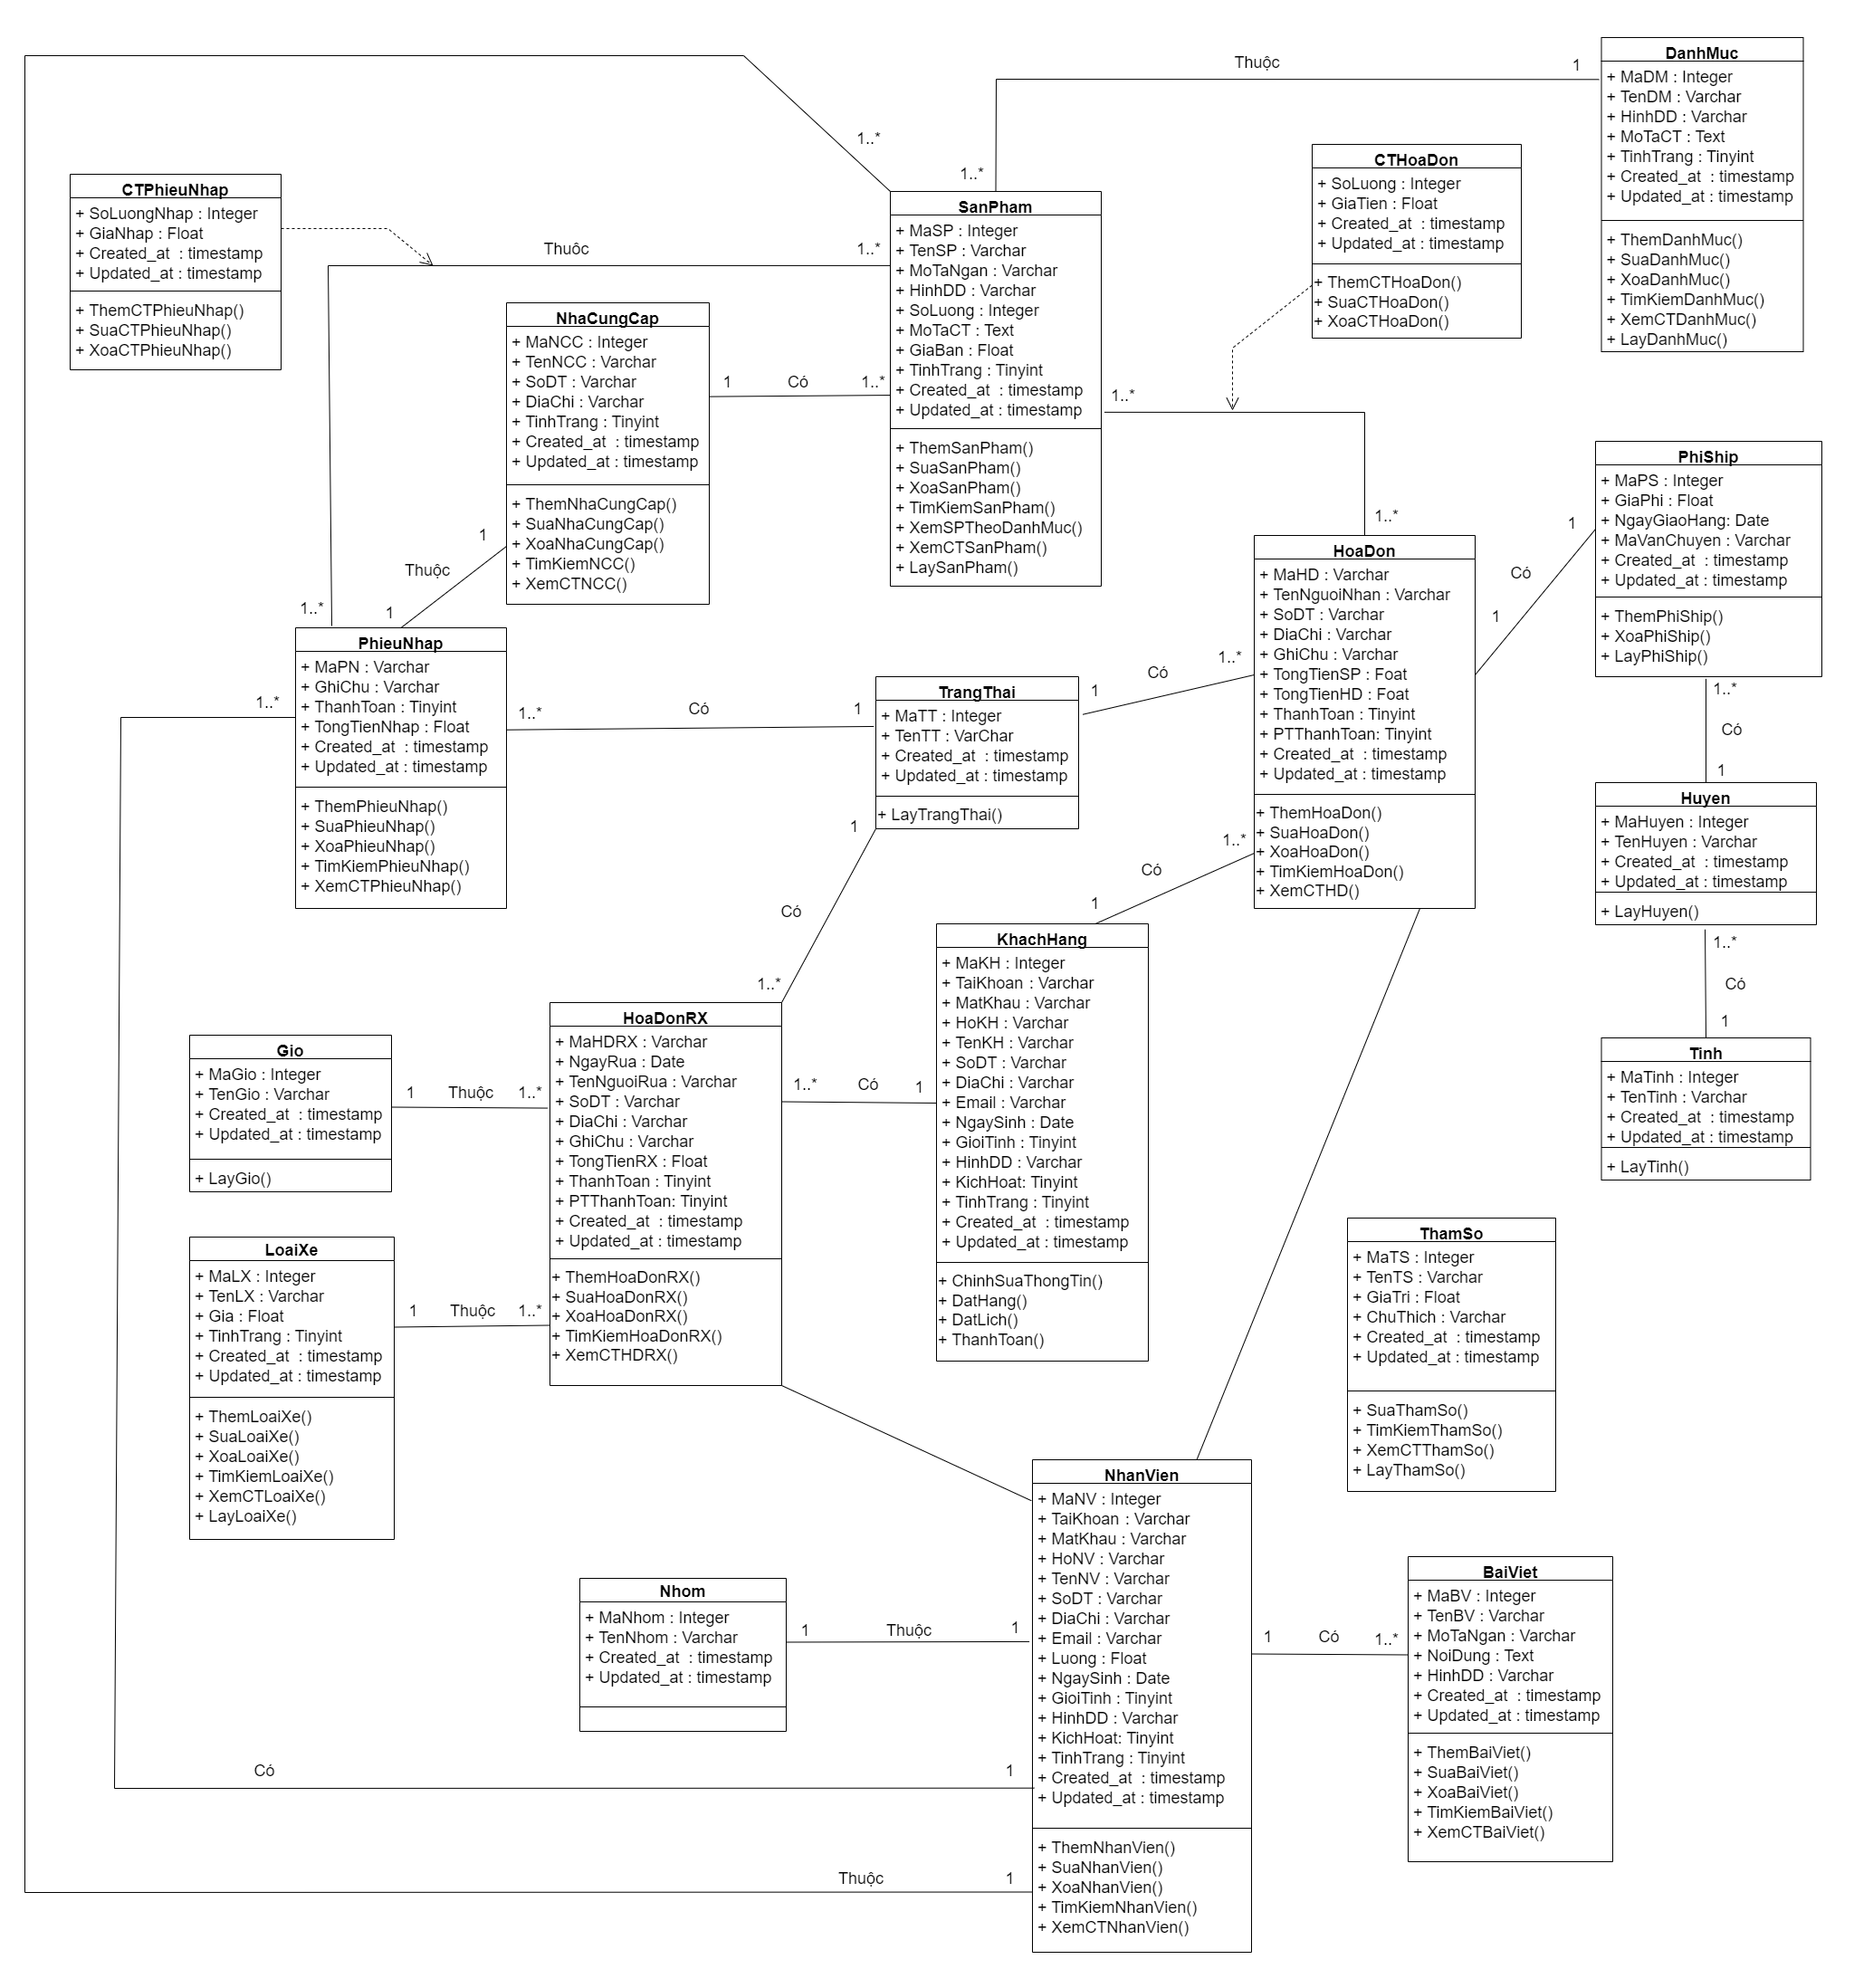 DanhMuc
+ MaDM : Integer
+ TenDM : Varchar
+ HinhDD : Varchar
+ MoTaCT : Text
+ TinhTrang : Tinyint
+ Created_at : timestamp
+ Updated_at : timestamp
+ ThemDanhMuc()
+ SuaDanhMuc()
+ XoaDanhMuc()
+ TimKiemDanhMuc()
+ XemCTDanhMuc()
+ LayDanhMuc()
Thuộc
1
1..*
1..*
CTHoaDon
+ SoLuong : Integer
+ GiaTien : Float
+ Created_at : timestamp
+ Updated_at : timestamp
+ ThemCTHoaDon()
+ SuaCTHoaDon()
+ XoaCTHoaDon()
CTPhieuNhap
+ SoLuongNhap : Integer
+ GiaNhap : Float
+ Created_at : timestamp
+ Updated_at : timestamp
+ ThemCTPhieuNhap()
+ SuaCTPhieuNhap()
+ XoaCTPhieuNhap()
Thuôc
1..*
SanPham
+ MaSP : Integer
+ TenSP : Varchar
+ MoTaNgan : Varchar
+ HinhDD : Varchar
+ SoLuong : Integer
+ MoTaCT : Text
+ GiaBan : Float
+ TinhTrang : Tinyint
+ Created_at : timestamp
+ Updated_at : timestamp
+ ThemSanPham()
+ SuaSanPham()
+ XoaSanPham()
+ TimKiemSanPham()
+ XemSPTheoDanhMuc()
+ XemCTSanPham()
+ LaySanPham()
NhaCungCap
+ MaNCC : Integer
+ TenNCC : Varchar
+ SoDT : Varchar
+ DiaChi : Varchar
+ TinhTrang : Tinyint
+ Created_at : timestamp
+ Updated_at : timestamp
+ ThemNhaCungCap()
+ SuaNhaCungCap()
+ XoaNhaCungCap()
+ TimKiemNCC()
+ XemCTNCC()
1 Có 1..*
1..*
1..*
PhiShip
+ MaPS : Integer
+ GiaPhi : Float
+ NgayGiaoHang: Date
+ MaVanChuyen : Varchar
+ Created_at : timestamp
+ Updated_at : timestamp
+ ThemPhiShip()
+ XoaPhiShip()
+ LayPhiShip()
1
Có
1
HoaDon
+ MaHD : Varchar
+ TenNguoiNhan : Varchar
+ SoDT : Varchar
+ DiaChi : Varchar
+ GhiChu : Varchar
+ TongTienSP : Foat
+ TongTienHD : Foat
+ ThanhToan : Tinyint
+ PTThanhToan: Tinyint
+ Created_at : timestamp
+ Updated_at : timestamp
+ ThemHoaDon()
+ SuaHoaDon()
+ XoaHoaDon()
+ TimKiemHoaDon()
+ XemCTHD()
1
Thuộc
1
1..*
PhieuNhap
+ MaPN : Varchar
+ GhiChu : Varchar
+ ThanhToan : Tinyint
+ TongTienNhap : Float
+ Created_at : timestamp
+ Updated_at : timestamp
+ ThemPhieuNhap()
+ SuaPhieuNhap()
+ XoaPhieuNhap()
+ TimKiemPhieuNhap()
+ XemCTPhieuNhap()
1..*
1..* Có 1
TrangThai
+ MaTT : Integer
+ TenTT : VarChar
+ Created_at : timestamp
+ Updated_at : timestamp
+ LayTrangThai()
1 Có 1..*
1..*
Có
1
Huyen
+ MaHuyen : Integer
+ TenHuyen : Varchar
+ Created_at : timestamp
+ Updated_at : timestamp
+ LayHuyen()
1..*
Có
1
Tinh
+ MaTinh : Integer
+ TenTinh : Varchar
+ Created_at : timestamp
+ Updated_at : timestamp
+ LayTinh()
1
Có
1..*
1..*
Có
1
KhachHang
+ MaKH : Integer
+ TaiKhoan : Varchar
+ MatKhau : Varchar
+ HoKH : Varchar
+ TenKH : Varchar
+ SoDT : Varchar
+ DiaChi : Varchar
+ Email : Varchar
+ NgaySinh : Date
+ GioiTinh : Tinyint
+ HinhDD : Varchar
+ KichHoat: Tinyint
+ TinhTrang : Tinyint
+ Created_at : timestamp
+ Updated_at : timestamp
+ ChinhSuaThongTin()
+ DatHang()
+ DatLich()
+ ThanhToan()
HoaDonRX
+ MaHDRX : Varchar
+ NgayRua : Date
+ TenNguoiRua : Varchar
+ SoDT : Varchar
+ DiaChi : Varchar
+ GhiChu : Varchar
+ TongTienRX : Float
+ ThanhToan : Tinyint
+ PTThanhToan: Tinyint
+ Created_at : timestamp
+ Updated_at : timestamp
+ ThemHoaDonRX()
+ SuaHoaDonRX()
+ XoaHoaDonRX()
+ TimKiemHoaDonRX()
+ XemCTHDRX()
1..* Có 1
Gio
+ MaGio : Integer
+ TenGio : Varchar
+ Created_at : timestamp
+ Updated_at : timestamp
+ LayGio()
1 Thuộc 1..*
LoaiXe
+ MaLX : Integer
+ TenLX : Varchar
+ Gia : Float
+ TinhTrang : Tinyint
+ Created_at : timestamp
+ Updated_at : timestamp
+ ThemLoaiXe()
+ SuaLoaiXe()
+ XoaLoaiXe()
+ TimKiemLoaiXe()
+ XemCTLoaiXe()
+ LayLoaiXe()
1 Thuộc 1..*
ThamSo
+ MaTS : Integer
+ TenTS : Varchar
+ GiaTri : Float
+ ChuThich : Varchar
+ Created_at : timestamp
+ Updated_at : timestamp
+ SuaThamSo()
+ TimKiemThamSo()
+ XemCTThamSo()
+ LayThamSo()
NhanVien
+ MaNV : Integer
+ TaiKhoan : Varchar
+ MatKhau : Varchar
+ HoNV : Varchar
+ TenNV : Varchar
+ SoDT : Varchar
+ DiaChi : Varchar
+ Email : Varchar
+ Luong : Float
+ NgaySinh : Date
+ GioiTinh : Tinyint
+ HinhDD : Varchar
+ KichHoat: Tinyint
+ TinhTrang : Tinyint
+ Created_at : timestamp
+ Updated_at : timestamp
+ ThemNhanVien()
+ SuaNhanVien()
+ XoaNhanVien()
+ TimKiemNhanVien()
+ XemCTNhanVien()
Nhom
+ MaNhom : Integer
+ TenNhom : Varchar
+ Created_at : timestamp
+ Updated_at : timestamp
1 Thuộc 1
BaiViet
+ MaBV : Integer
+ TenBV : Varchar
+ MoTaNgan : Varchar
+ NoiDung : Text
+ HinhDD : Varchar
+ Created_at : timestamp
+ Updated_at : timestamp
+ ThemBaiViet()
+ SuaBaiViet()
+ XoaBaiViet()
+ TimKiemBaiViet()
+ XemCTBaiViet()
1 Có 1..*
Có 1
Thuộc 1